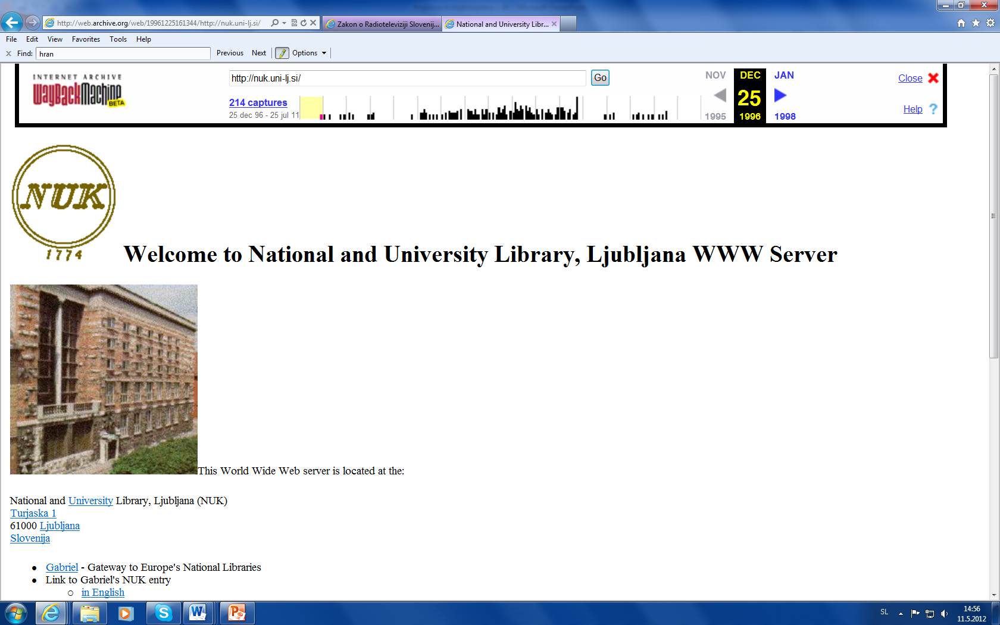 http://web.archive.org/web/19961225161344/http://nuk.uni-lj.si/
Zakon o Radioteleviziji Slovenij...
National and University Libr...
File Edit View Favorites Tools Help
Find: hran Previous Next Options
INTERNET ARCHIVE
WayBackMachine
BETA
http://nuk.uni-lj.si/ Go
NOV DEC JAN
Close
214 captures
25 dec 96 - 25 jul 11
25
1995 1996 1998
Help ?
NUK
1774
Welcome to National and University Library, Ljubljana WWW Server
This World Wide Web server is located at the:
National and University Library, Ljubljana (NUK)
Turjaska 1
61000 Ljubljana
Slovenija
Gabriel - Gateway to Europe's National Libraries
Link to Gabriel's NUK entry
in English
SL
14:56
11.5.2012